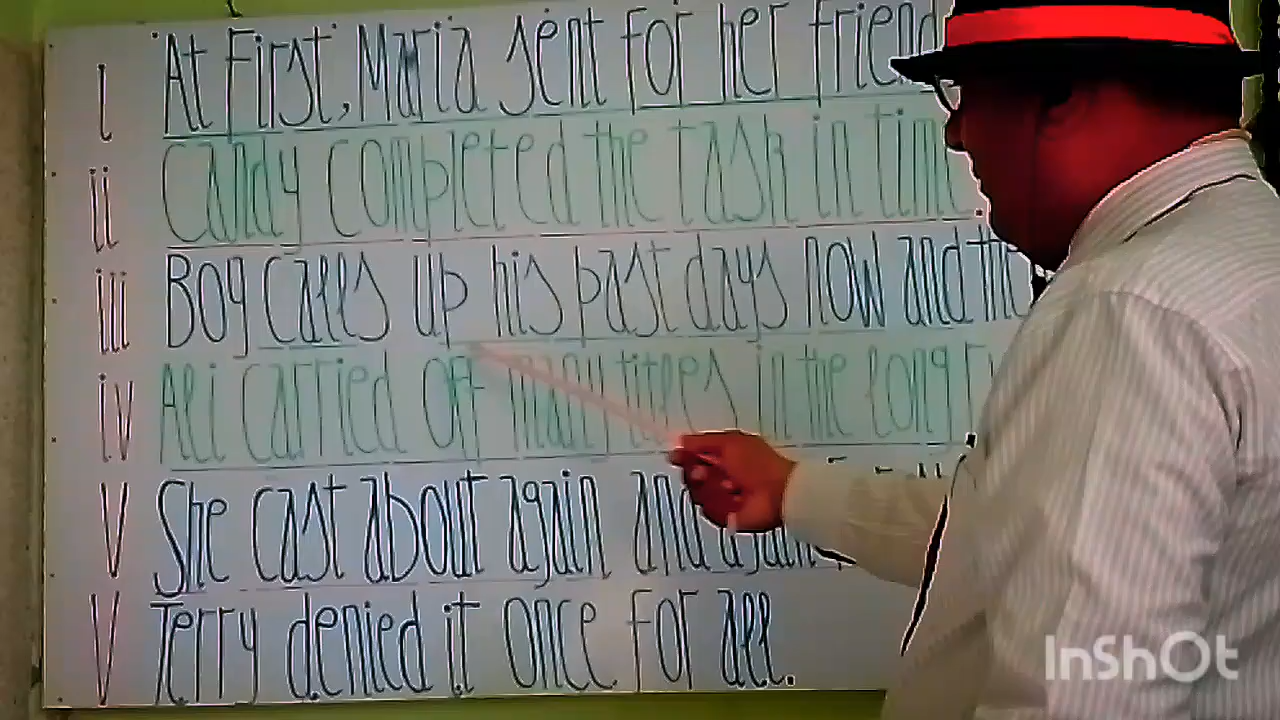 i At First, Maria sent for her friend
ii Candy completed the task in time.
iii Boy calls up his past days now and the
iv Ali carried off many titles in the long
v She cast about again and again
v Terry denied it once for all.
InShOt